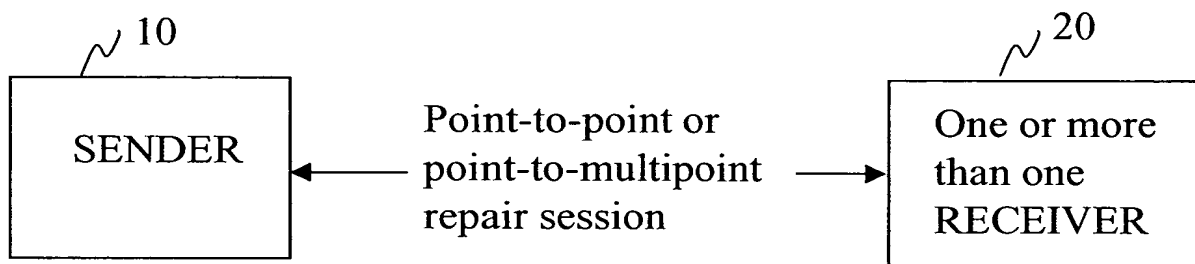 10
20
SENDER
Point-to-point or
point-to-multipoint
repair session
One or more
than one
RECEIVER